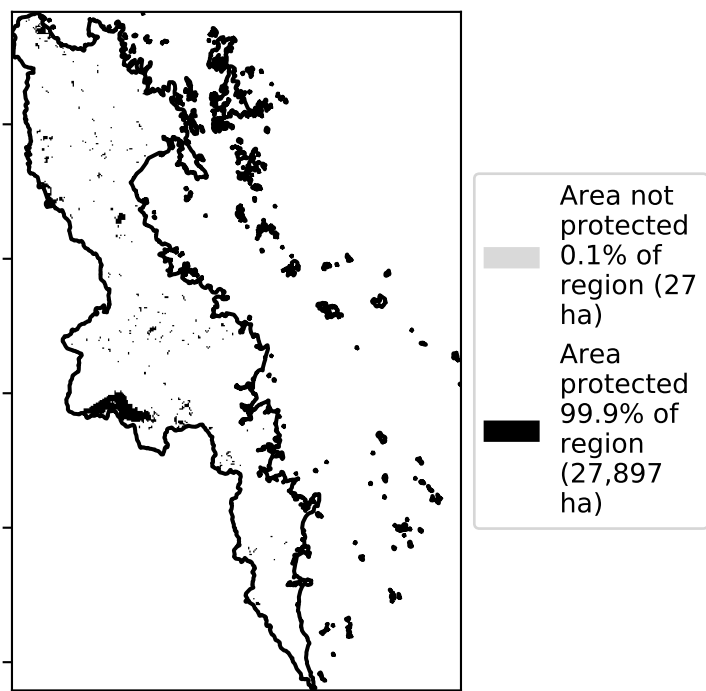 Area not
protected
0.1% of
region (27
ha)
Area
protected
99.9% of
region
(27,897
ha)